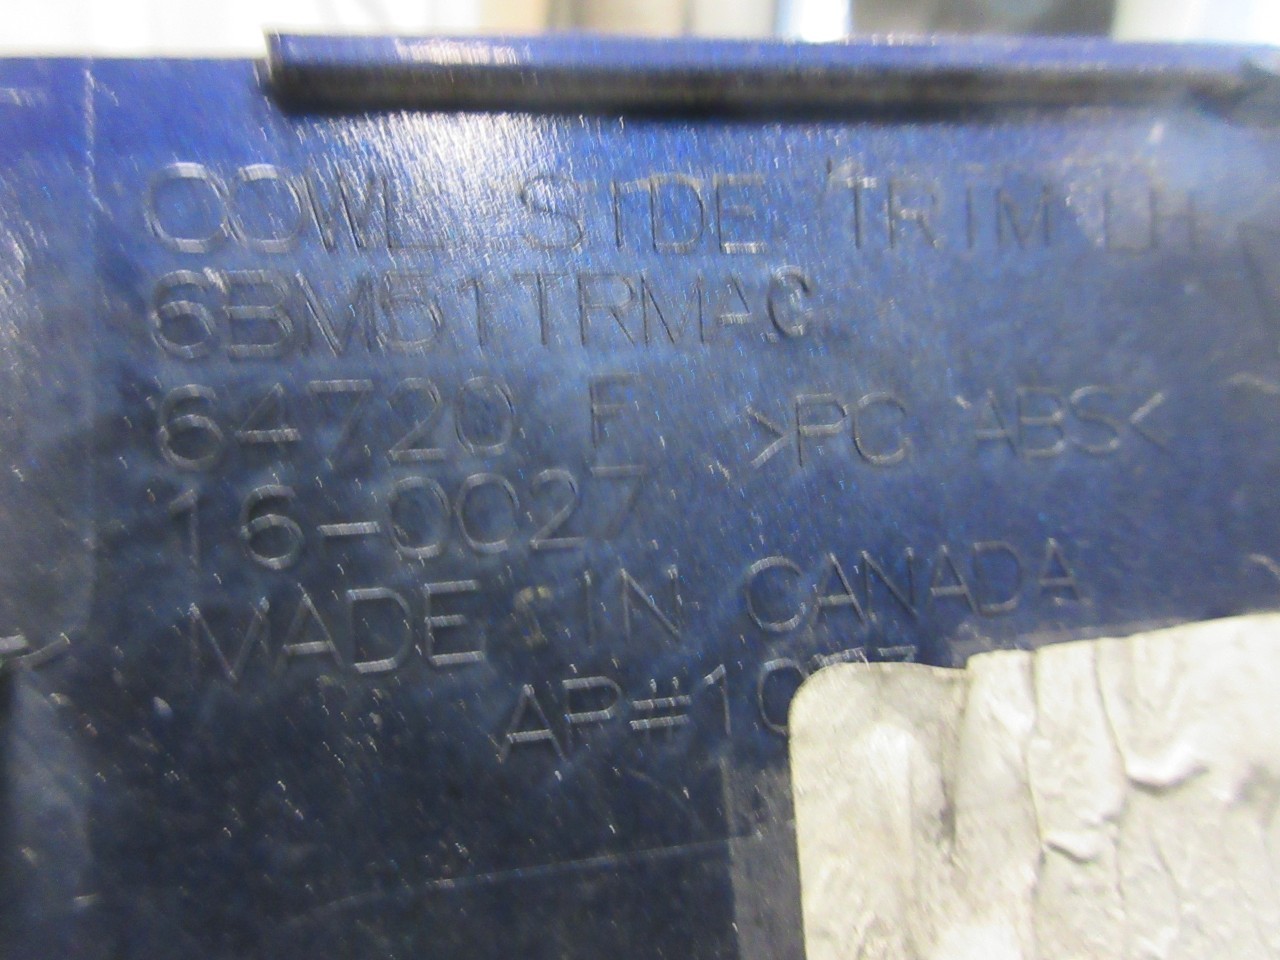 COWL SIDE TRIM LH
6BM51TRMAC
64720 F >PC ABS<
16-0027
MADE IN CANADA